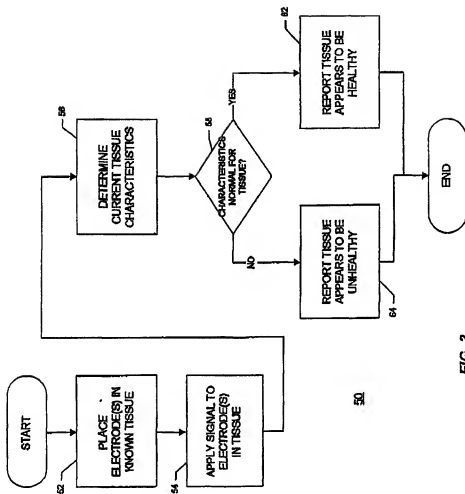 START
52
PLACE
ELECTRODE(S) IN
KNOWN TISSUE
54
APPLY SIGNAL TO
ELECTRODE(S)
IN TISSUE
56
DETERMINE
CURRENT TISSUE
CHARACTERISTICS
CHARACTERISTICS
NORMAL FOR
TISSUE?
NO
YES
REPORT TISSUE
APPEARS TO BE
UNHEALTHY
64
62
REPORT TISSUE
APPEARS TO BE
HEALTHY
END
50
FIG.